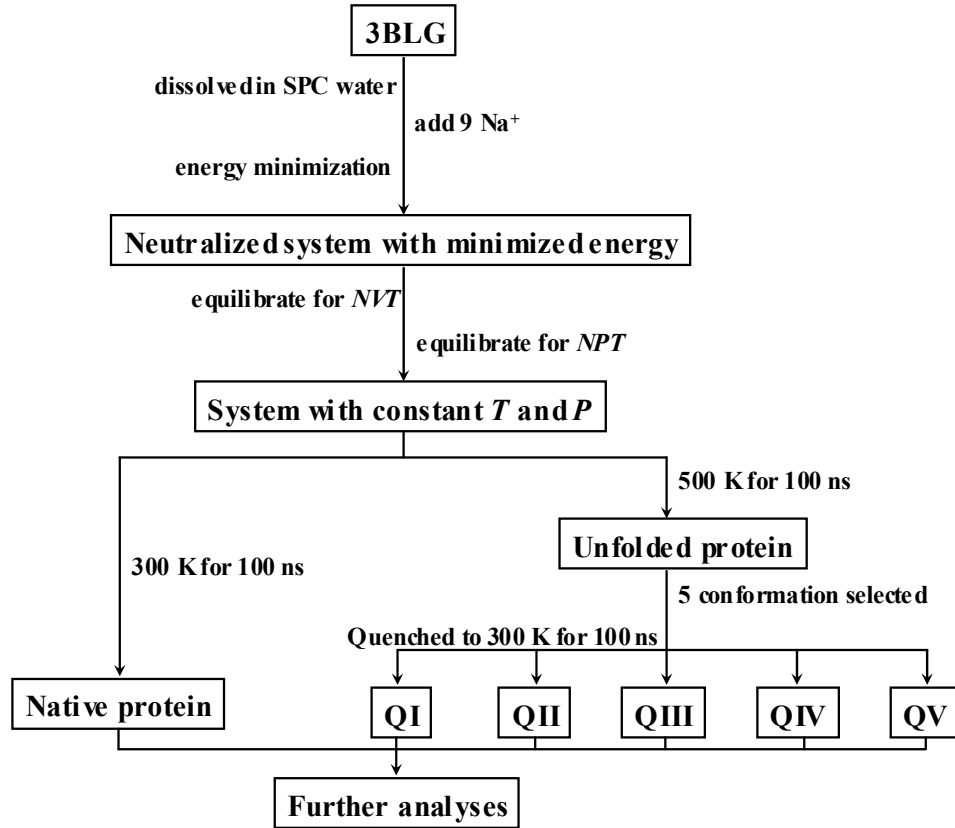 3BLG
dissolved in SPC water
add 9 Na⁺
energy minimization
Neutralized system with minimized energy
equilibrate for NVT
equilibrate for NPT
System with constant T and P
500 K for 100 ns
Unfolded protein
300 K for 100 ns
5 conformation selected
Quenched to 300 K for 100 ns
Native protein
QI
QII
QIII
QIV
QV
Further analyses